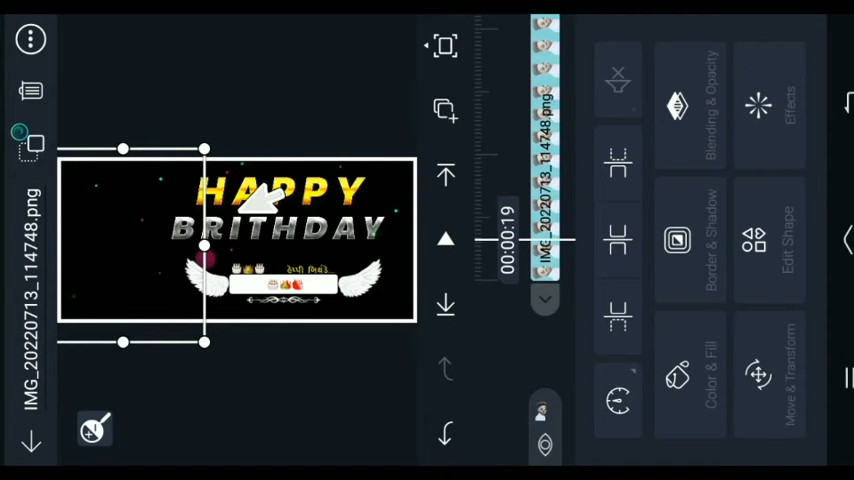 IMG_20220713_114748.png
HAPPY
BRITHDAY
હેપ્પી બિર્થડે...
00:00:19
IMG_20220713_114748.png
Blending & Opacity
Border & Shadow
Color & Fill
Effects
Edit Shape
Move & Transform